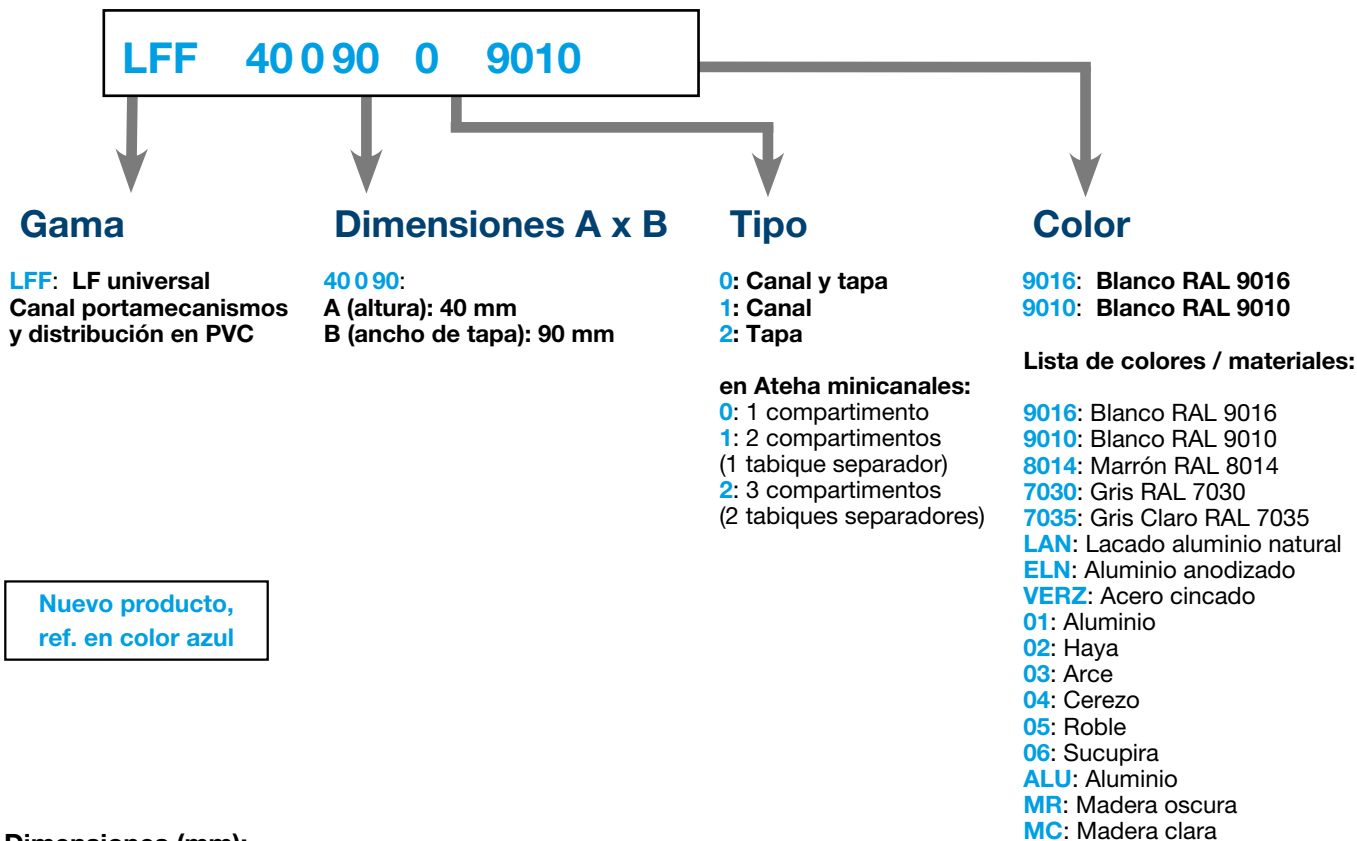 LFF 40 0 90 0 9010
Gama
LFF: LF universal
Canal portamecanismos
y distribución en PVC
Dimensiones A x B
40 0 90:
A (altura): 40 mm
B (ancho de tapa): 90 mm
Tipo
0: Canal y tapa
1: Canal
2: Tapa
en Ateha minicanales:
0: 1 compartimento
1: 2 compartimentos
(1 tabique separador)
2: 3 compartimentos
(2 tabiques separadores)
Color
9016: Blanco RAL 9016
9010: Blanco RAL 9010
Lista de colores / materiales:
9016: Blanco RAL 9016
9010: Blanco RAL 9010
8014: Marrón RAL 8014
7030: Gris RAL 7030
7035: Gris Claro RAL 7035
LAN: Lacado aluminio natural
ELN: Aluminio anodizado
VERZ: Acero cincado
01: Aluminio
02: Haya
03: Arce
04: Cerezo
05: Roble
06: Sucupira
ALU: Aluminio
MR: Madera oscura
MC: Madera clara
Nuevo producto,
ref. en color azul
Dimensiones (mm):